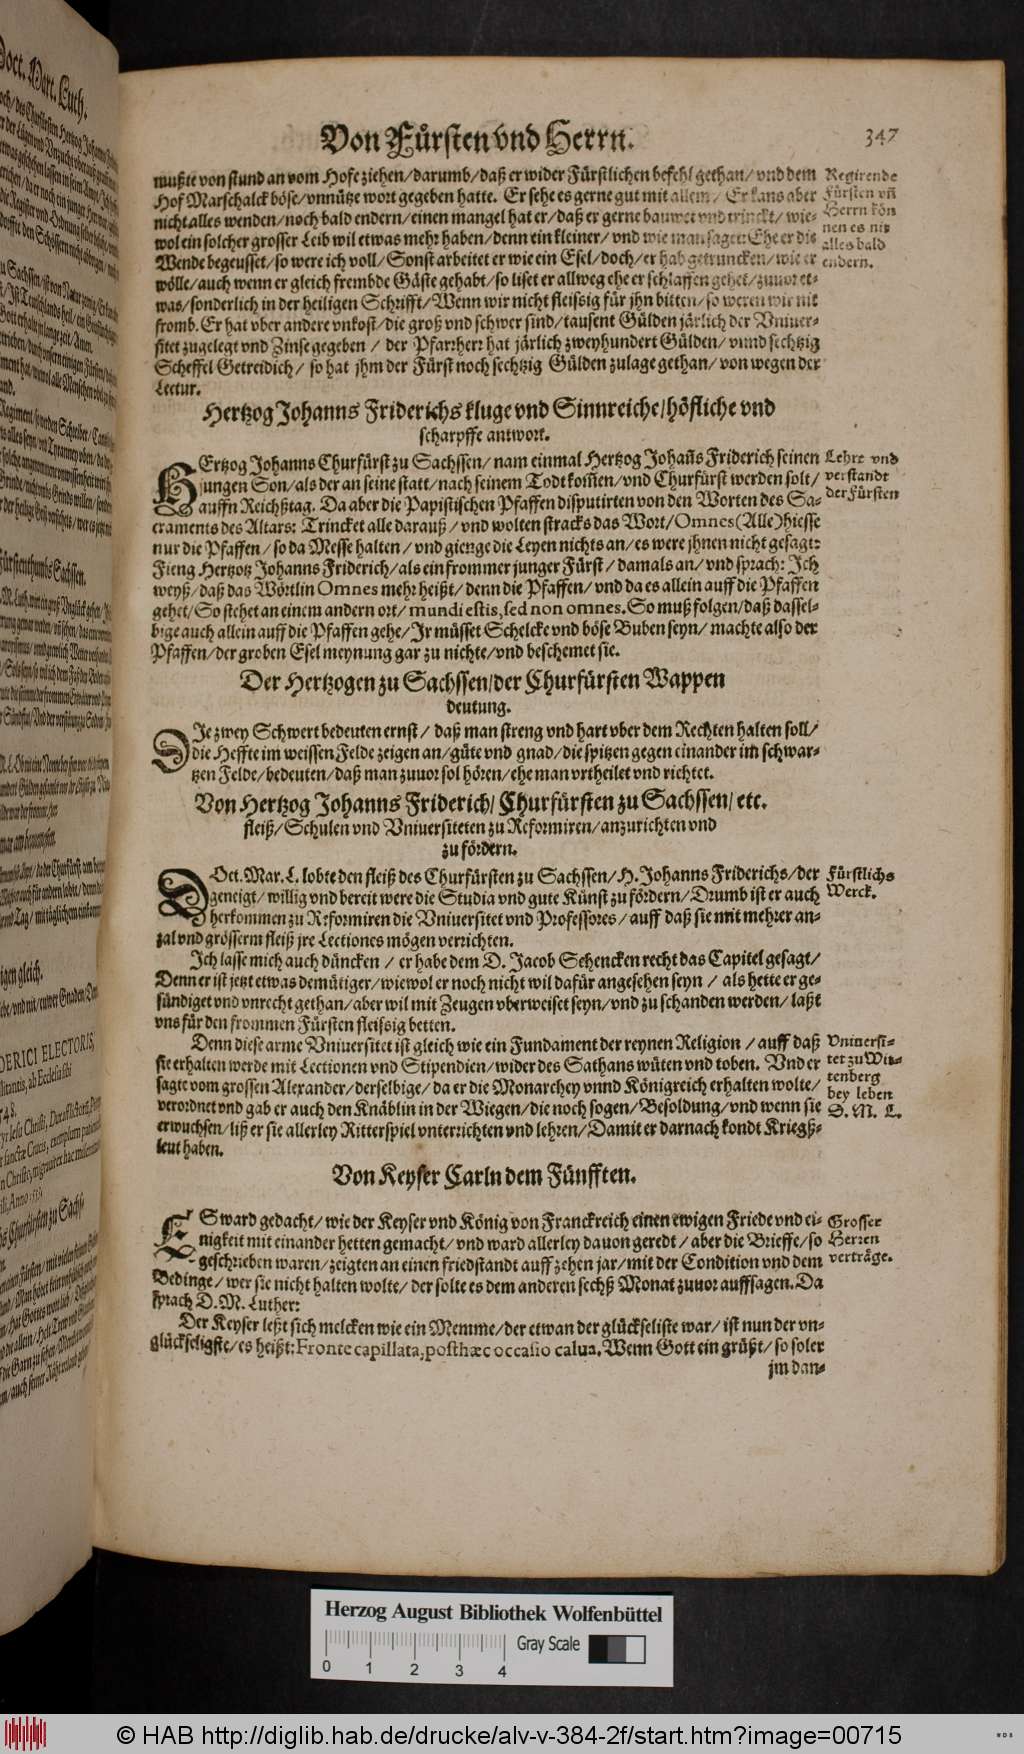 Von Fürsten vnd Herrn. 347
mußte von stund an vom Hofe ziehen/darumb/daß er wider Fürstlichen befehl gethan/vnd dem
Hof Marschalck böse/vnnütze wort gegeben hatte. Er sehe es gerne gut mit allem/ Er kans aber
nicht alles wenden/noch bald endern/einen mangel hat er/daß er gerne bauwet vnd trinckt/wie-
wol ein solcher grosser Leib wil etwas mehr haben/denn ein kleiner/vnd wie man saget: Ehe er die
Wende begeusset/so were ich voll/Sonst arbeitet er wie ein Esel/doch/er hab getruncken/wie er
wölle/auch wenn er gleich frembde Gäste gehabt/so liset er allweg ehe er schlaffen gehet/zuuor et-
was/sonderlich in der heiligen Schrifft/Wenn wir nicht fleissig für jhn bitten/so weren wir nit
fromb. Er hat vber andere vnkost/die groß vnd schwer sind/tausent Gülden järlich der Vniuer-
sitet zugelegt vnd Zinse gegeben/ der Pfarrherr hat järlich zweyhundert Gülden/vnnd sechtzig
Scheffel Getreidich/ so hat jhm der Fürst noch sechtzig Gülden zulage gethan/von wegen der
Lectur.
Regirende
Fürsten vñ
Herrn kön
nen es nit
alles bald
endern.
Hertzog Johanns Friderichs kluge vnd Sinnreiche/höfliche vnd
scharpffe antwort.
HErtzog Johanns Churfürst zu Sachssen/nam einmal Hertzog Johañs Friderich seinen
jungen Son/als der an seine statt/nach seinem Todt kom̃en/vnd Churfürst werden solt/
auffn Reichßtag. Da aber die Papistischen Pfaffen disputirten von den Worten des Sa-
craments des Altars: Trincket alle darauß/vnd wolten stracks das Wort/Omnes(Alle)hiesse
nur die Pfaffen/so da Messe halten/vnd gienge die Leyen nichts an/es were jhnen nicht gesagt:
Fieng Hertzotz Johanns Friderich/als ein frommer junger Fürst/damals an/vnd sprach: Ich
weyß/daß das Wörtlin Omnes mehr heißt/denn die Pfaffen/vnd da es allein auff die Pfaffen
gehet/So stehet an einem andern ort/mundi estis, sed non omnes. So muß folgen/daß dassel-
bige auch allein auff die Pfaffen gehe/Jr müsset Schelcke vnd böse Buben seyn/machte also der
Pfaffen/der groben Esel meynung gar zu nichte/vnd beschemet sie.
Lehre vnd
verstandt
der Fürsten
Der Hertzogen zu Sachssen/der Churfürsten Wappen
deutung.
DIe zwey Schwert bedeuten ernst/ daß man streng vnd hart vber dem Rechten halten soll/
die Heffte im weissen Felde zeigen an/güte vnd gnad/die spitzen gegen einander im schwar-
tzen Felde/bedeuten/daß man zuuor sol hören/ehe man vrtheilet vnd richtet.
Von Hertzog Johanns Friderich/Churfürsten zu Sachssen/etc.
fleiß/Schulen vnd Vniuersiteten zu Reformiren/anzurichten vnd
zu fördern.
DOct. Mar. L. lobte den fleiß des Churfürsten zu Sachssen/H. Johanns Friderichs/der
geneigt/willig vnd bereit were die Studia vnd gute Künst zu fördern/Drumb ist er auch
herkommen zu Reformiren die Vniuersitet vnd Professores/auff daß sie mit mehrer an-
zal vnd grösserm fleiß jre Lectiones mögen verrichten.
Ich lasse mich auch düncken/ er habe dem D. Jacob Schencken recht das Capitel gesagt/
Denn er ist jetzt etwas demütiger/wiewol er noch nicht wil dafür angesehen seyn/als hette er ge-
sündiget vnd vnrecht gethan/aber wil mit Zeugen vberweiset seyn/vnd zu schanden werden/laßt
vns für den frommen Fürsten fleissig betten.
Denn diese arme Vniuersitet ist gleich wie ein Fundament der reynen Religion/auff daß
sie erhalten werde mit Lectionen vnd Stipendien/wider des Sathans wüten vnd toben. Vnd er
sagte vom grossen Alexander/derselbige/da er die Monarchey vnnd Königreich erhalten wolte/
verordnet vnd gab er auch den Knäblin in der Wiegen/die noch sogen/Besoldung/vnd wenn sie
erwuchsen/liß er sie allerley Ritterspiel vnterrichten vnd lehren/Damit er darnach kondt Kriegß-
leut haben.
Fürstlichs
Werck.
Vniuersi-
tet zu Wit-
tenberg
bey leben
D. M. L.
Von Keyser Carln dem Fünfften.
ES ward gedacht/wie der Keyser vnd König von Franckreich einen ewigen Friede vnd ei-
nigkeit mit einander hetten gemacht/vnd ward allerley dauon geredt/aber die Brieffe/so
geschrieben waren/zeigten an einen friedstandt auff zehen jar/mit der Condition vnd dem
Bedinge/wer sie nicht halten wolte/der solte es dem anderen sechß Monat zuuor auffsagen. Da
sprach D. M. Luther:
Der Keyser leßt sich melcken wie ein Memme/der etwan der glückseliste war/ist nun der vn-
glückseligste/es heißt: Fronte capillata, post hæc occasio calua. Wenn Gott ein grüßt/so soler
jm dan-
Grosser
Herren
verträge.
Herzog August Bibliothek Wolfenbüttel
Gray Scale
0 1 2 3 4
© HAB http://diglib.hab.de/drucke/alv-v-384-2f/start.htm?image=00715